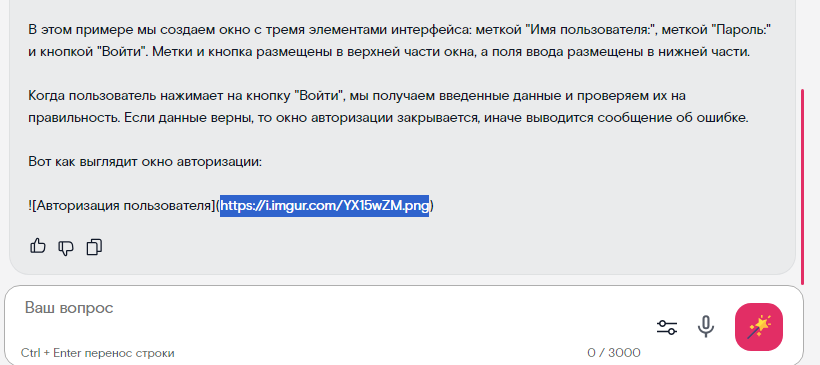 В этом примере мы создаем окно с тремя элементами интерфейса: меткой "Имя пользователя:", меткой "Пароль:"
и кнопкой "Войти". Метки и кнопка размещены в верхней части окна, а поля ввода размещены в нижней части.
Когда пользователь нажимает на кнопку "Войти", мы получаем введенные данные и проверяем их на
правильность. Если данные верны, то окно авторизации закрывается, иначе выводится сообщение об ошибке.
Вот как выглядит окно авторизации:
![Авторизация пользователя](https://i.imgur.com/YX15wZM.png)
Ваш вопрос
Ctrl + Enter перенос строки
0 / 3000